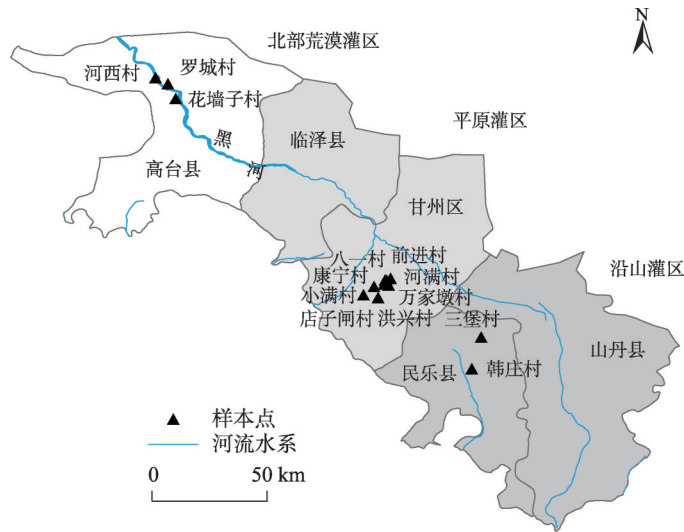 N
北部荒漠灌区
河西村
罗城村
花墙子村
平原灌区
黑河
临泽县
高台县
甘州区
八一村
前进村
沿山灌区
康宁村
河满村
小满村
万家墩村
店子闸村
洪兴村
三堡村
山丹县
民乐县
韩庄村
样本点
河流水系
0 50 km